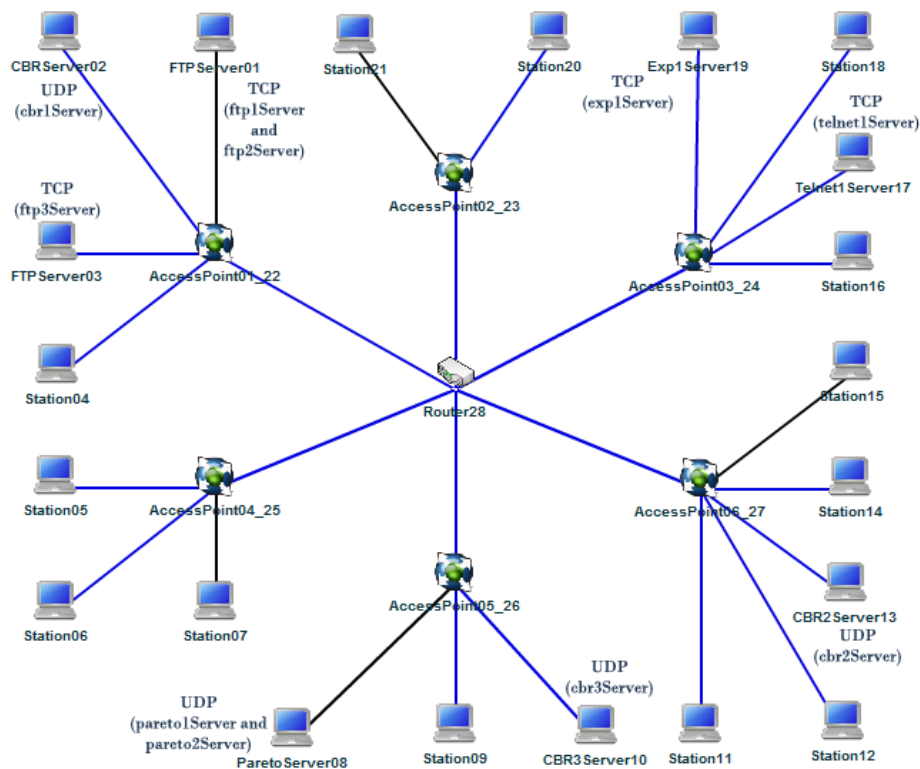 CBRServer02
FTPServer01
Station21
Station20
Exp1Server19
Station18
UDP
(cbr1Server)
TCP
(ftp1Server
and
ftp2Server)
TCP
(exp1Server)
TCP
(telnet1Server)
TCP
(ftp3Server)
AccessPoint02_23
Telnet1Server17
FTPServer03
AccessPoint01_22
AccessPoint03_24
Station16
Station04
Router28
Station15
Station05
AccessPoint04_25
AccessPoint06_27
Station14
Station06
Station07
AccessPoint05_26
CBR2Server13
UDP
(cbr2Server)
UDP
(cbr3Server)
UDP
(pareto1Server and
pareto2Server)
ParetoServer08
Station09
CBR3Server10
Station11
Station12